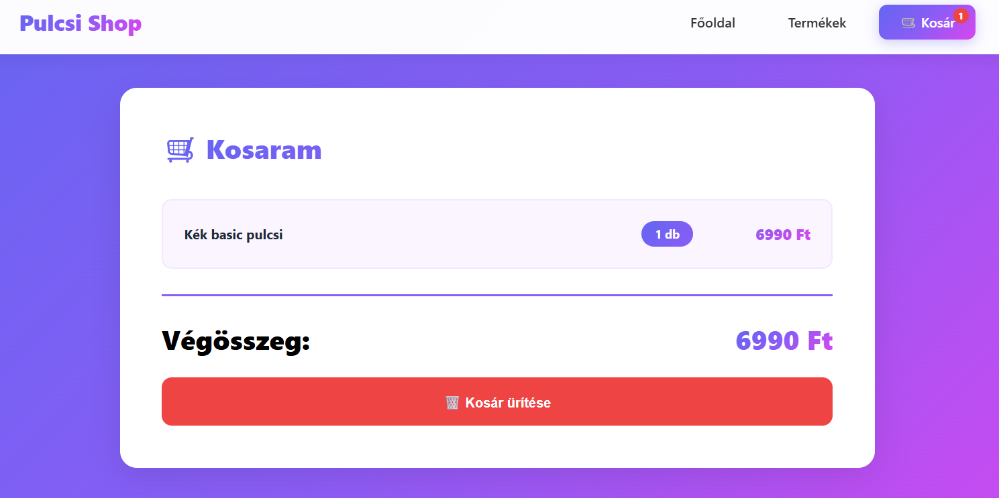 Pulcsi Shop
Főoldal
Termékek
Kosár
1
Kosaram
Kék basic pulcsi
1 db
6990 Ft
Végösszeg:
6990 Ft
Kosár ürítése